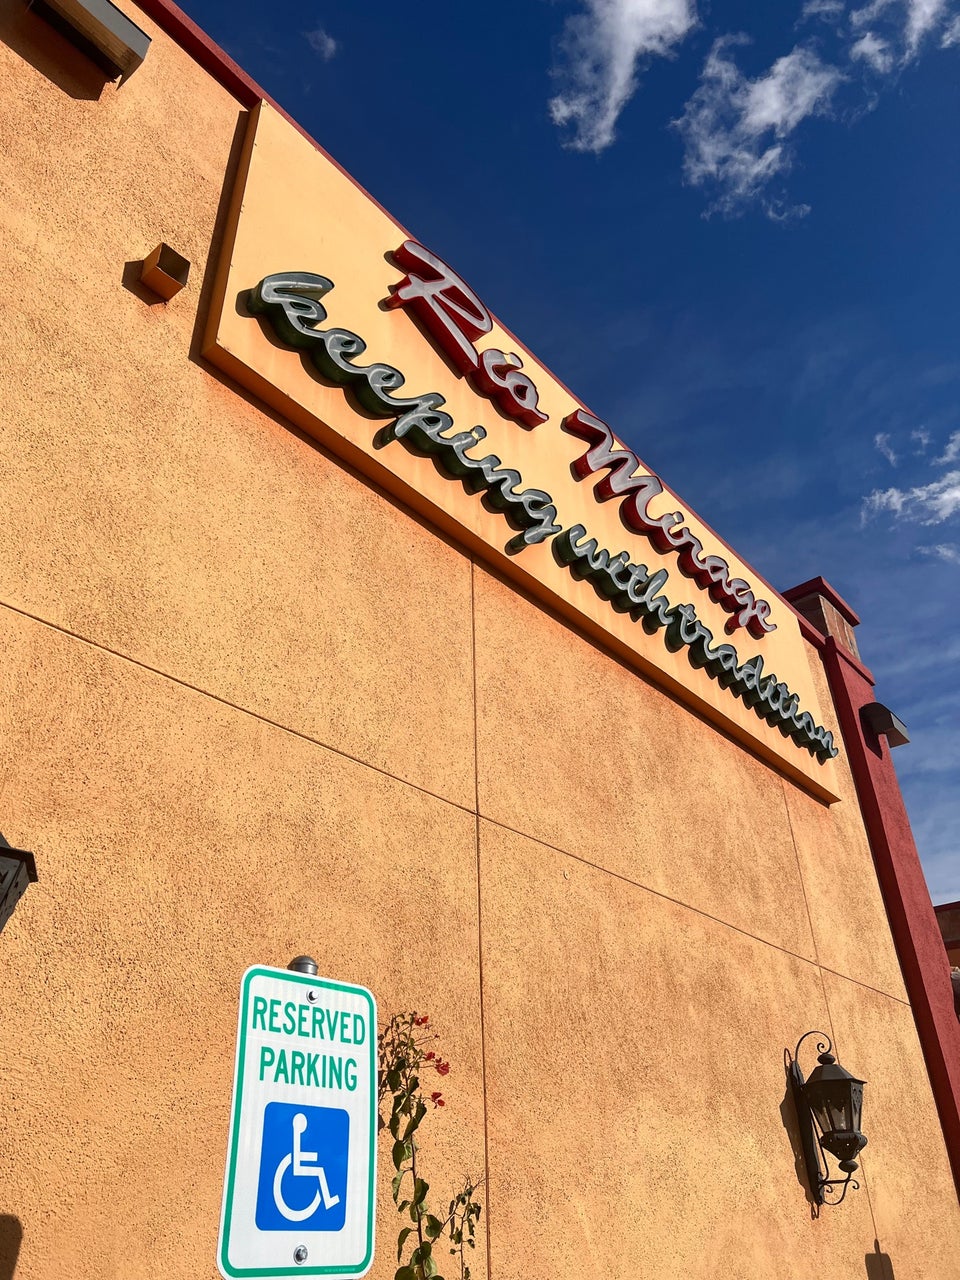 Rio Mirage
keeping with tradition
RESERVED
PARKING